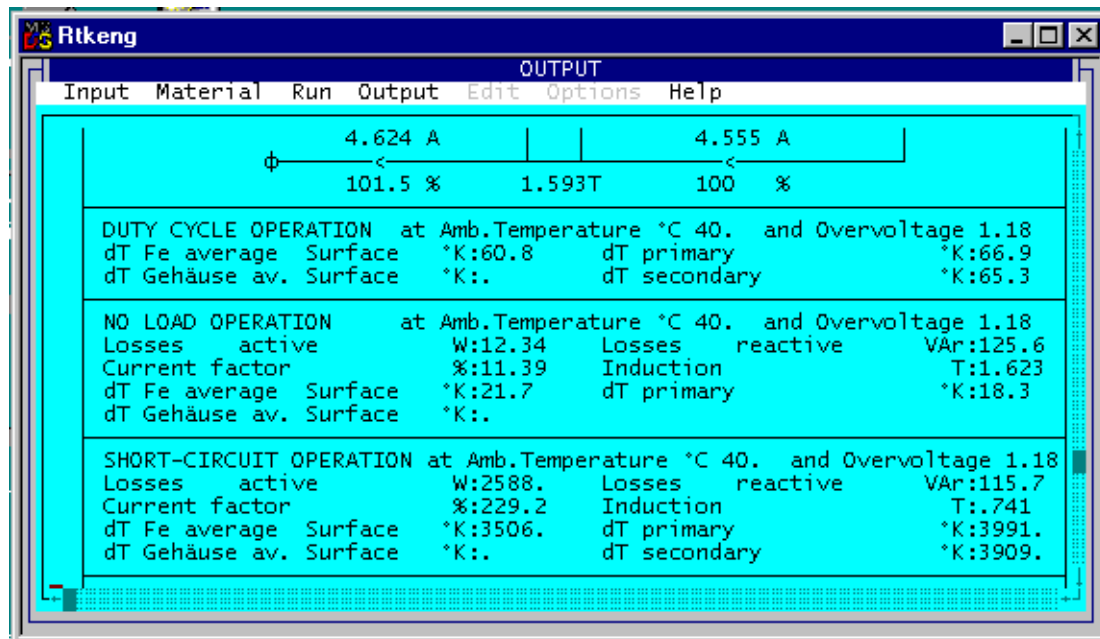 Rtkeng
OUTPUT
Input Material Run Output Edit Options Help
4.624 A 4.555 A
101.5 % 1.593T 100 %
DUTY CYCLE OPERATION at Amb.Temperature °C 40. and Overvoltage 1.18
dT Fe average Surface °K:60.8 dT primary °K:66.9
dT Gehäuse av. Surface °K:. dT secondary °K:65.3
NO LOAD OPERATION at Amb.Temperature °C 40. and Overvoltage 1.18
Losses active W:12.34 Losses reactive VAr:125.6
Current factor %:11.39 Induction T:1.623
dT Fe average Surface °K:21.7 dT primary °K:18.3
dT Gehäuse av. Surface °K:.
SHORT-CIRCUIT OPERATION at Amb.Temperature °C 40. and Overvoltage 1.18
Losses active W:2588. Losses reactive VAr:115.7
Current factor %:229.2 Induction T:.741
dT Fe average Surface °K:3506. dT primary °K:3991.
dT Gehäuse av. Surface °K:. dT secondary °K:3909.